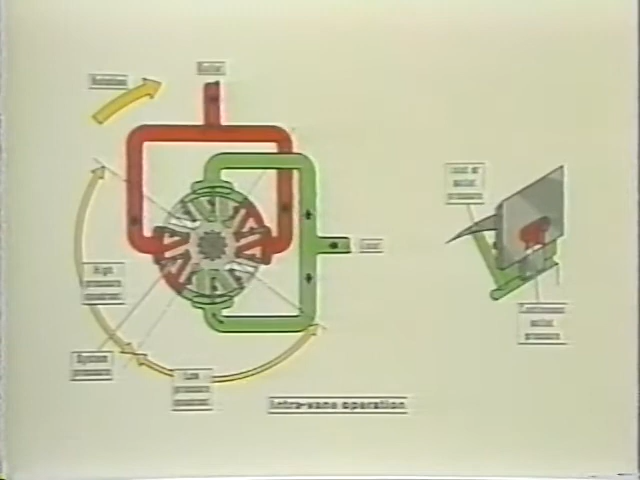 Rotation
Outlet
Inlet or
outlet
pressure
Inlet
High
pressure
quadrant
Continuous
outlet
pressure
System
pressure
Low
pressure
quadrant
Intra-vane operation